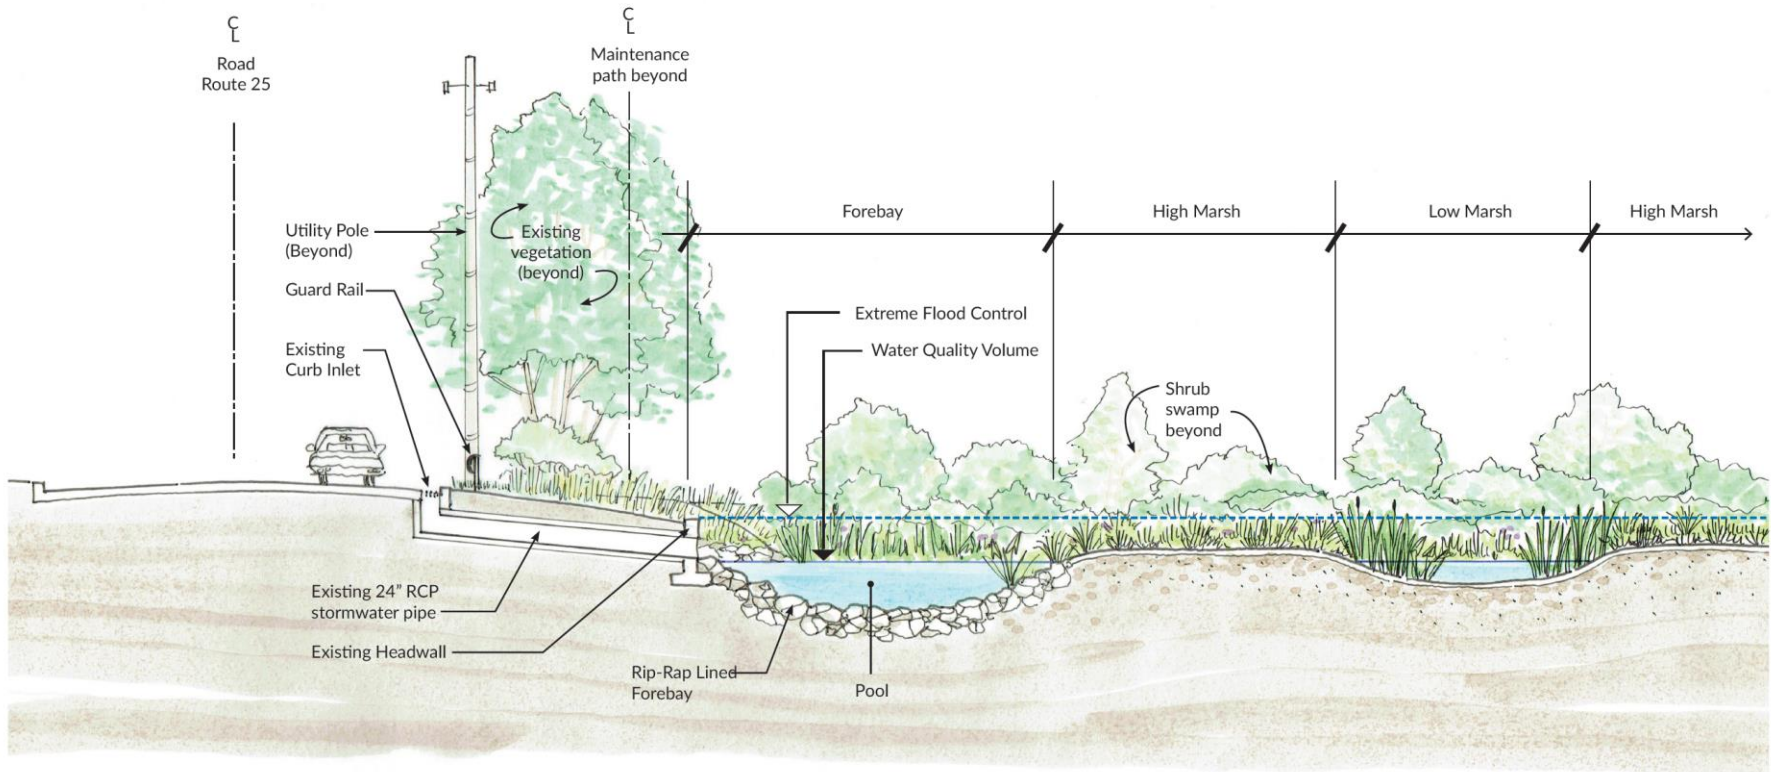 CL
Road
Route 25
CL
Maintenance
path beyond
Forebay
High Marsh
Low Marsh
High Marsh
Utility Pole
(Beyond)
Existing
vegetation
(beyond)
Guard Rail
Extreme Flood Control
Existing
Curb Inlet
Water Quality Volume
Shrub
swamp
beyond
Existing 24” RCP
stormwater pipe
Existing Headwall
Rip-Rap Lined
Forebay
Pool